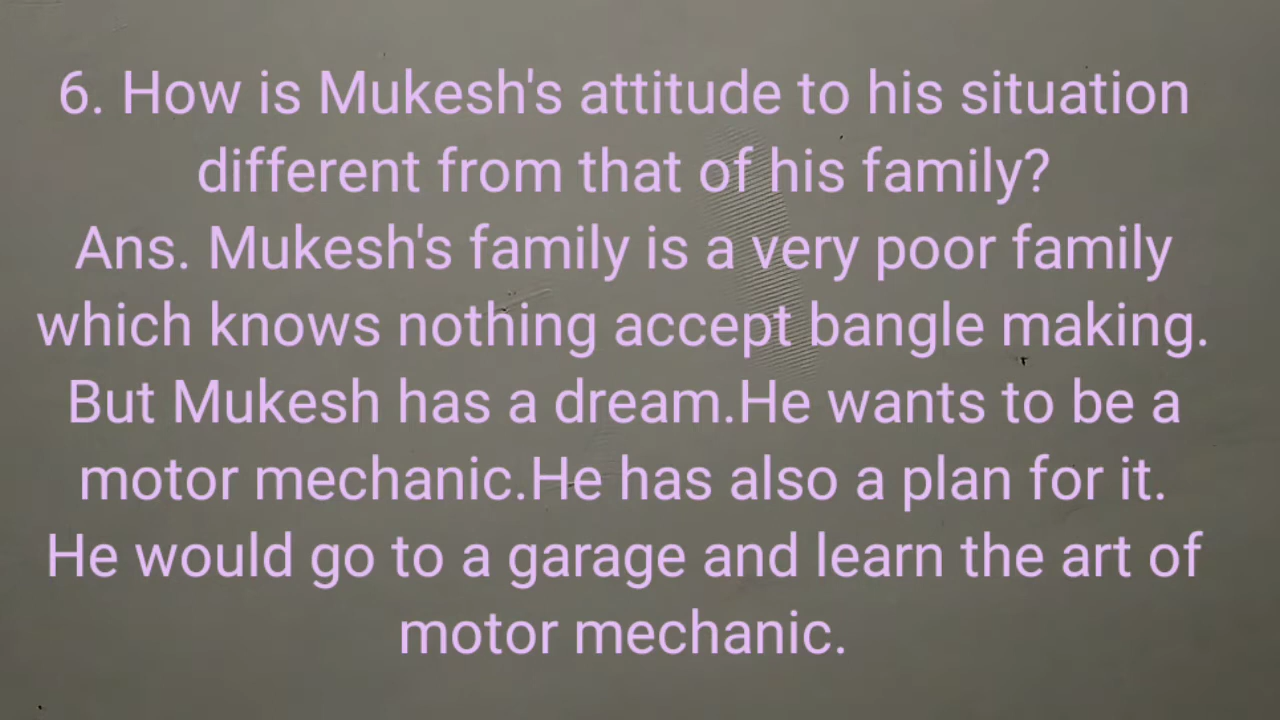 6. How is Mukesh's attitude to his situation
different from that of his family?
Ans. Mukesh's family is a very poor family
which knows nothing accept bangle making.
But Mukesh has a dream.He wants to be a
motor mechanic.He has also a plan for it.
He would go to a garage and learn the art of
motor mechanic.